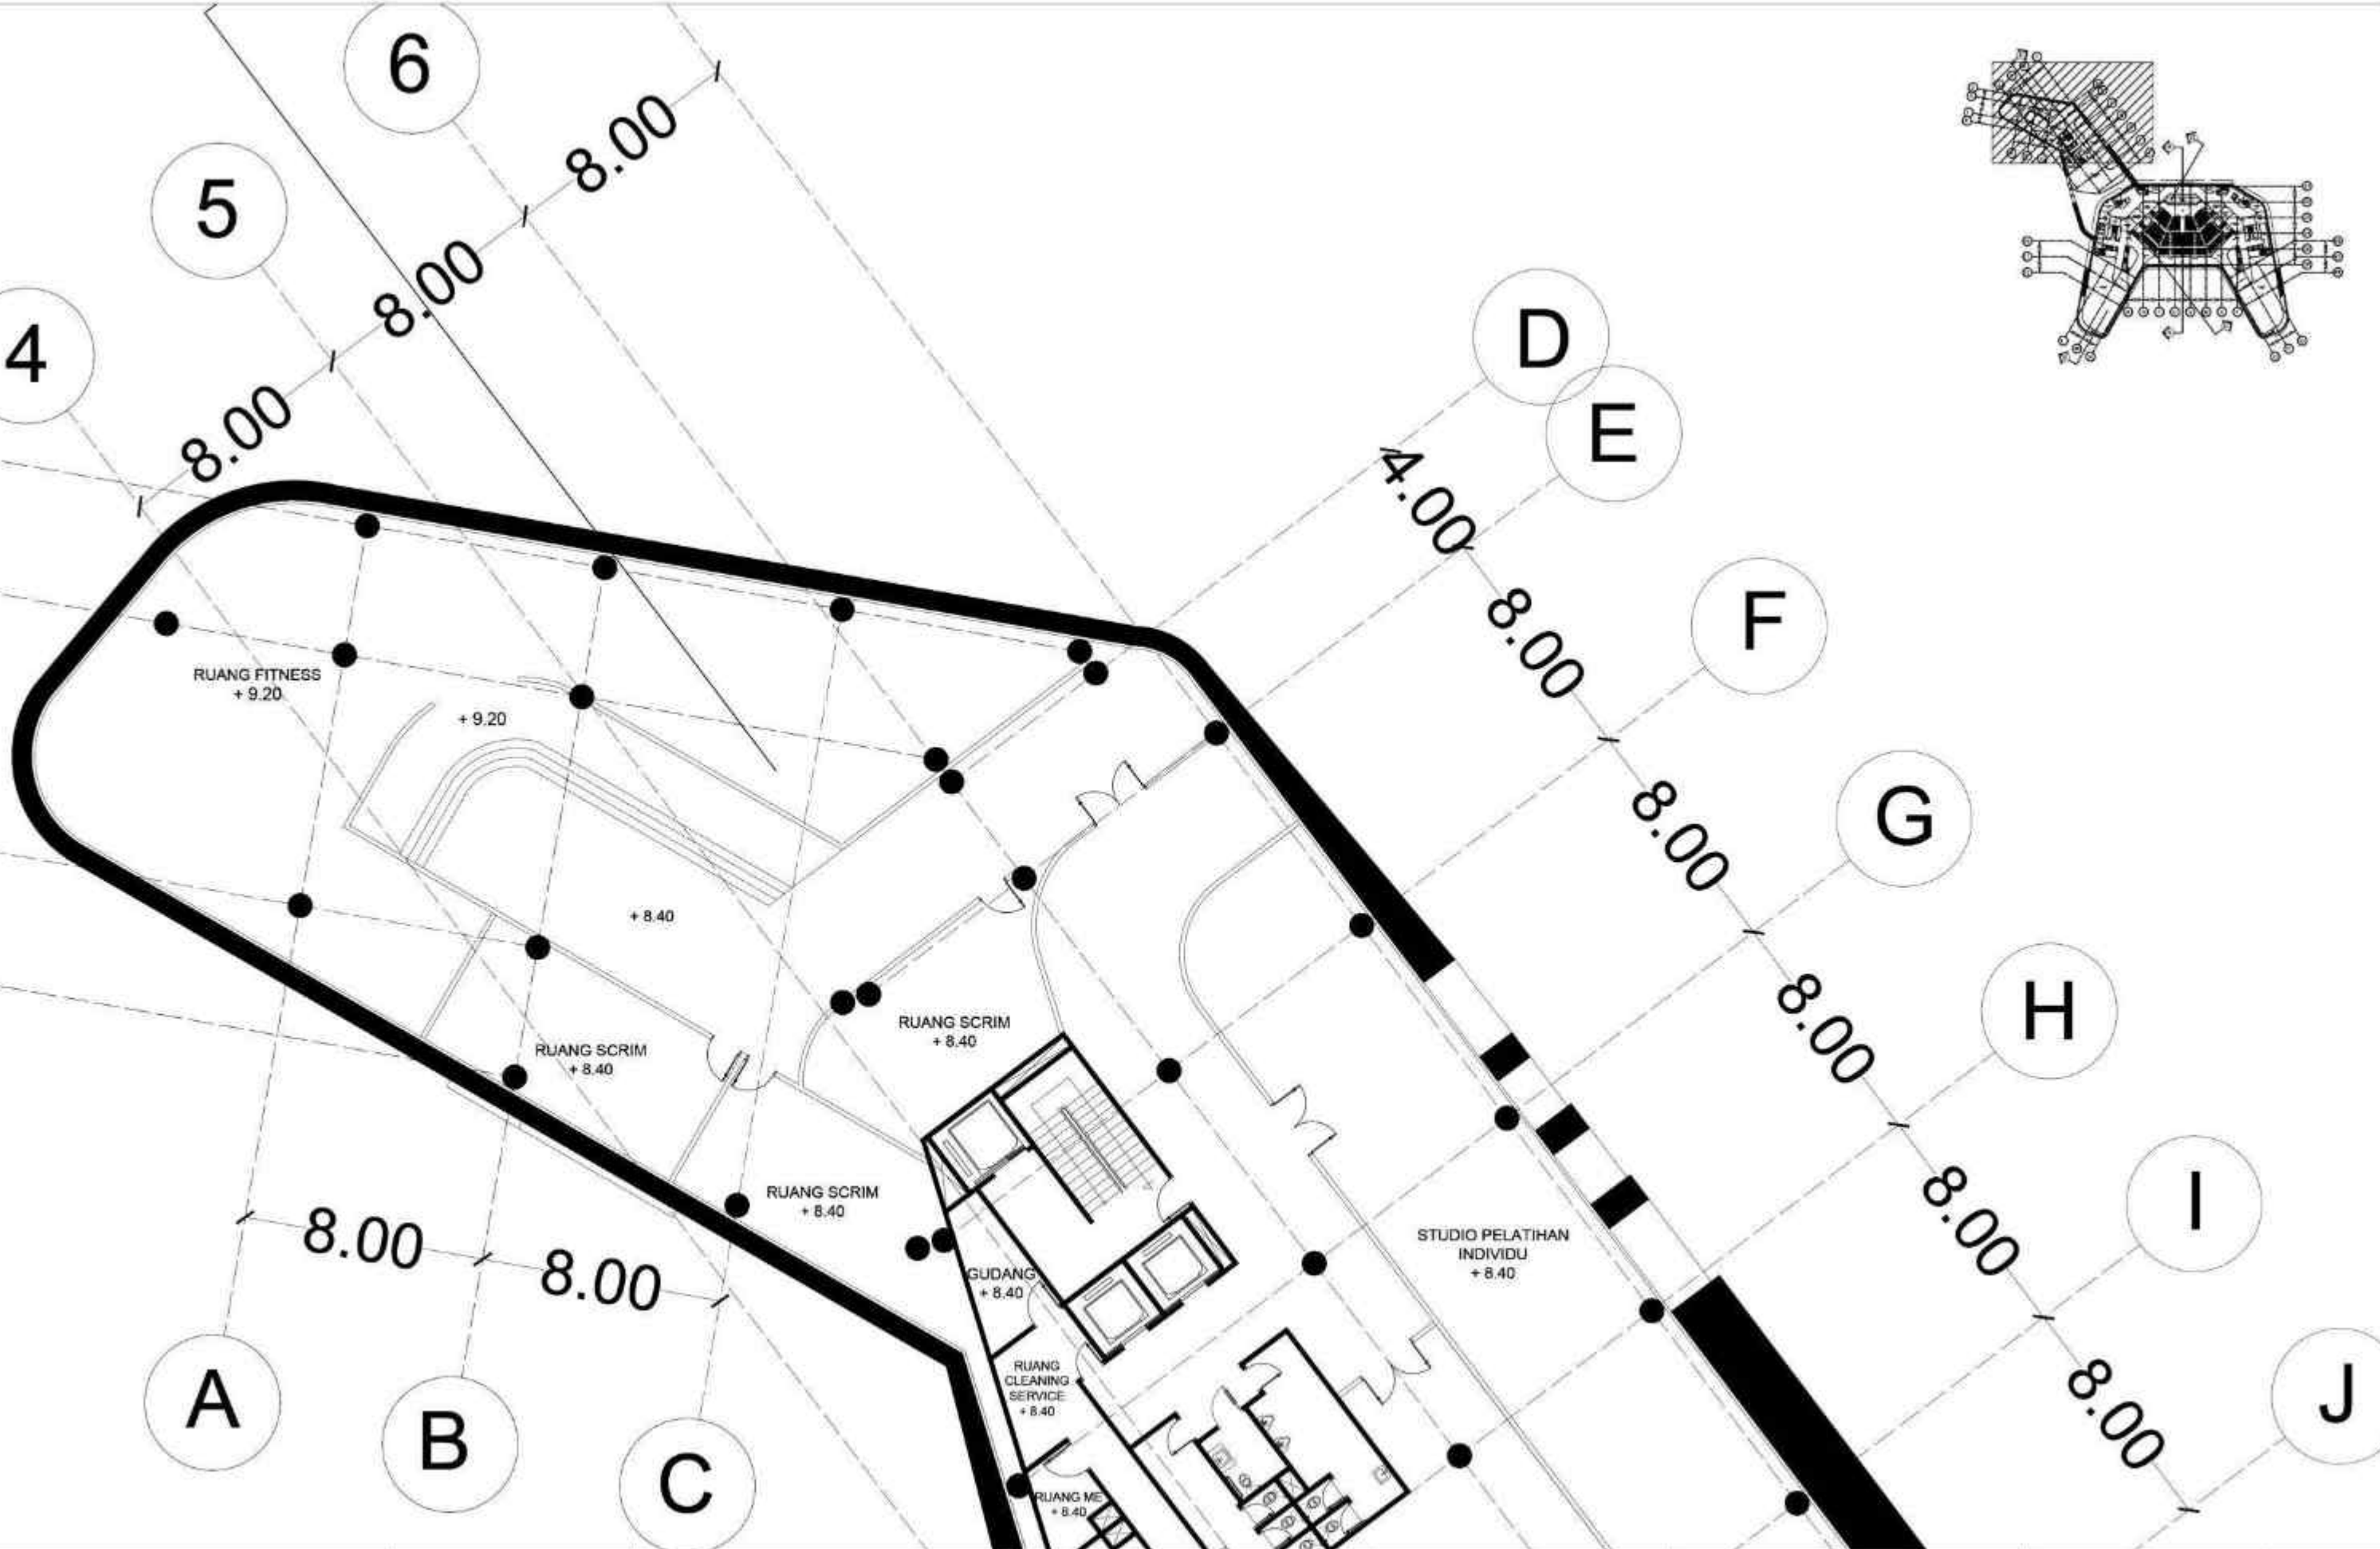 6
8.00
5
8.00
D
4
8.00
E
4.00
8.00
F
RUANG FITNESS
+ 9.20
+ 9.20
8.00
G
+ 8.40
8.00
H
RUANG SCRIM
+ 8.40
RUANG SCRIM
+ 8.40
8.00
I
RUANG SCRIM
+ 8.40
8.00
8.00
STUDIO PELATIHAN
INDIVIDU
+ 8.40
GUDANG
+ 8.40
8.00
J
RUANG
CLEANING
SERVICE
+ 8.40
A
B
C
RUANG ME
+ 8.40